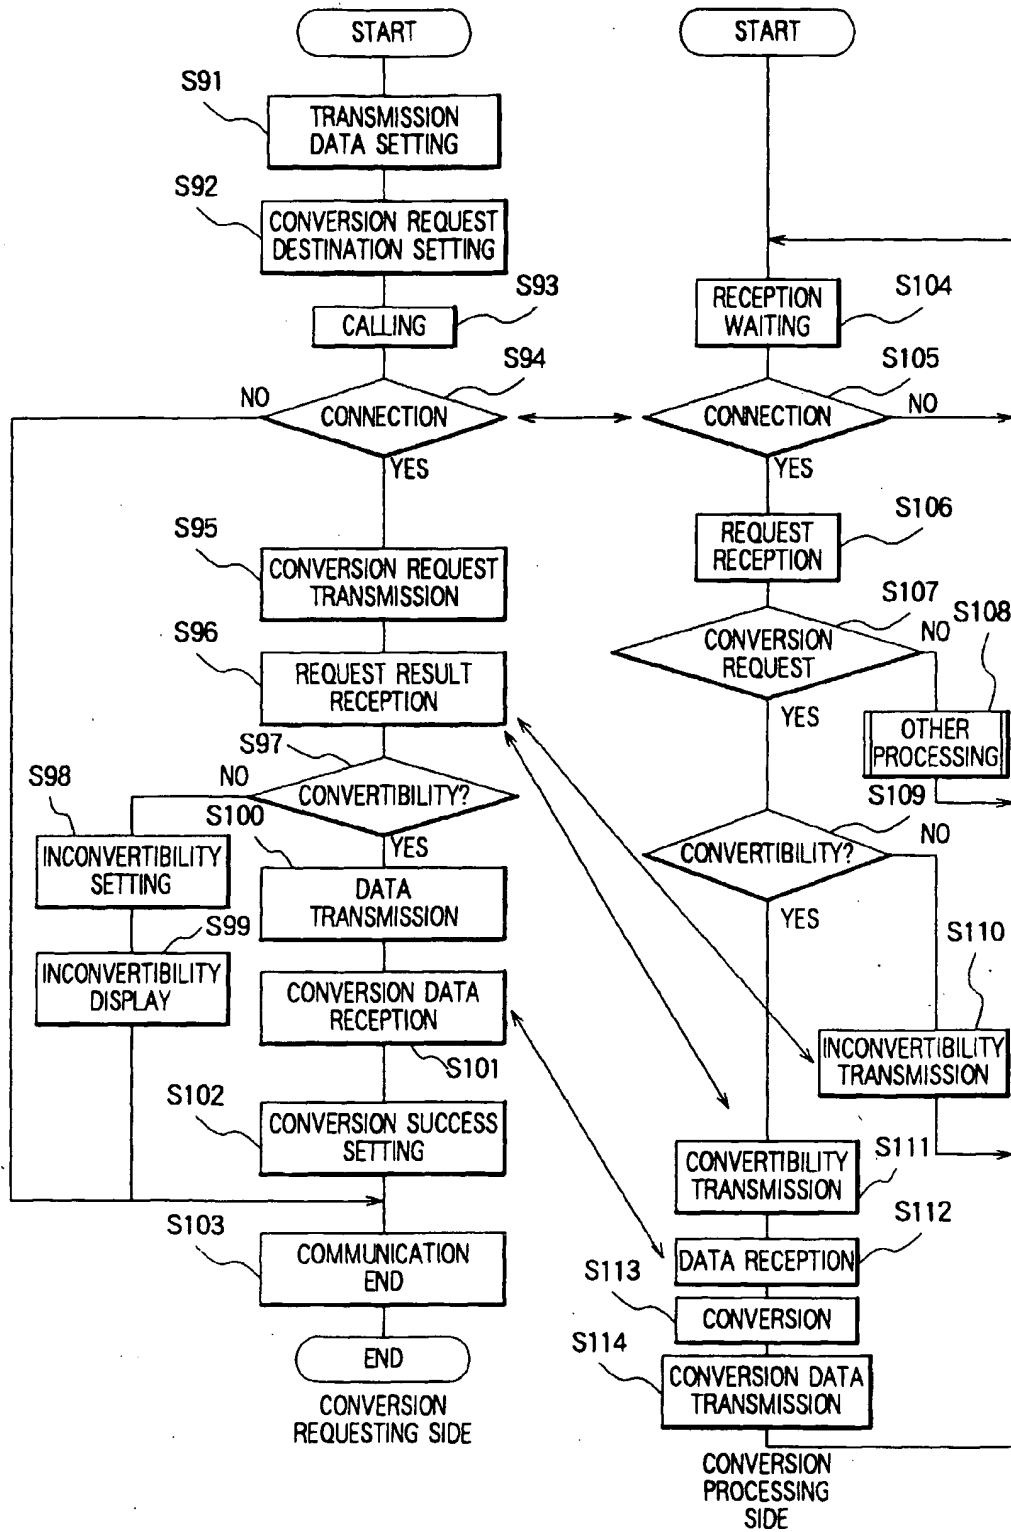 START
S91
TRANSMISSION
DATA SETTING
S92
CONVERSION REQUEST
DESTINATION SETTING
S93
CALLING
S94
NO
CONNECTION
YES
S95
CONVERSION REQUEST
TRANSMISSION
S96
REQUEST RESULT
RECEPTION
S97
NO
CONVERTIBILITY?
YES
S98
INCONVERTIBILITY
SETTING
S99
INCONVERTIBILITY
DISPLAY
S100
DATA
TRANSMISSION
CONVERSION DATA
RECEPTION
S101
S102
CONVERSION SUCCESS
SETTING
S103
COMMUNICATION
END
END
CONVERSION
REQUESTING SIDE
START
S104
RECEPTION
WAITING
S105
CONNECTION
NO
YES
S106
REQUEST
RECEPTION
S107
CONVERSION
REQUEST
NO
YES
S108
OTHER
PROCESSING
S109
CONVERTIBILITY?
NO
YES
S110
INCONVERTIBILITY
TRANSMISSION
S111
CONVERTIBILITY
TRANSMISSION
S112
DATA RECEPTION
S113
CONVERSION
S114
CONVERSION DATA
TRANSMISSION
CONVERSION
PROCESSING
SIDE